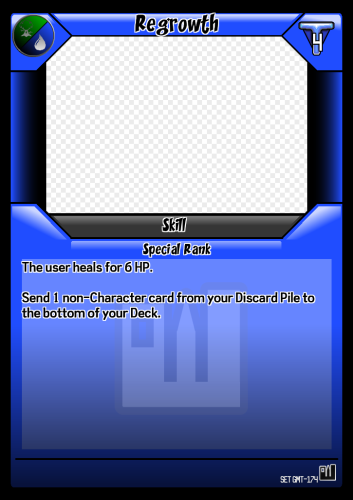 Regrowth
4
Skill
Special Rank
The user heals for 6 HP.
Send 1 non-Character card from your Discard Pile to
the bottom of your Deck.
SET GMT-174